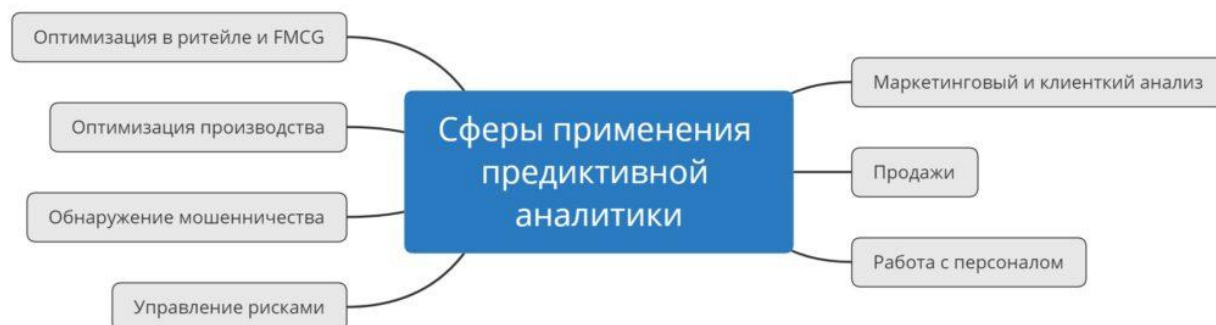 Оптимизация в ритейле и FMCG
Оптимизация производства
Обнаружение мошенничества
Управление рисками
Сферы применения
предиктивной
аналитики
Маркетинговый и клиенткий анализ
Продажи
Работа с персоналом